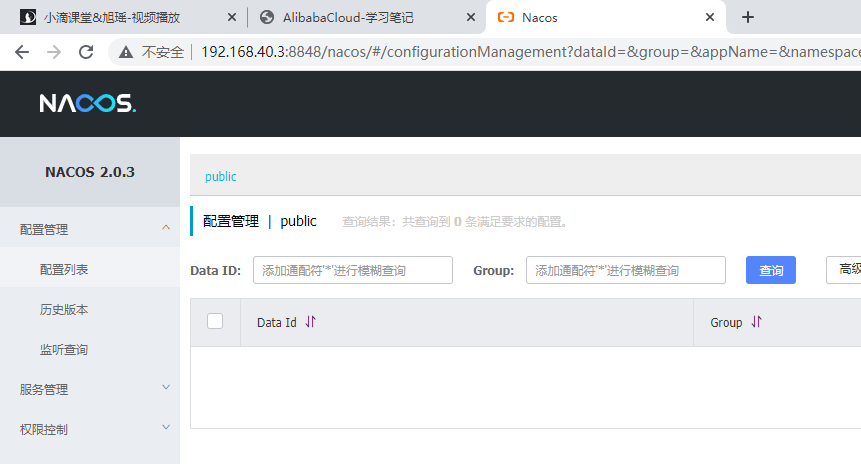 小滴课堂&旭瑶-视频播放
AlibabaCloud-学习笔记
Nacos
不安全
192.168.40.3:8848/nacos/#/configurationManagement?dataId=&group=&appName=&namespace
NACOS.
NACOS 2.0.3
配置管理
配置列表
历史版本
监听查询
服务管理
权限控制
public
配置管理 | public 查询结果：共查询到 0 条满足要求的配置。
Data ID: 添加通配符'*'进行模糊查询 Group: 添加通配符'*'进行模糊查询 查询 高级
Data Id Group